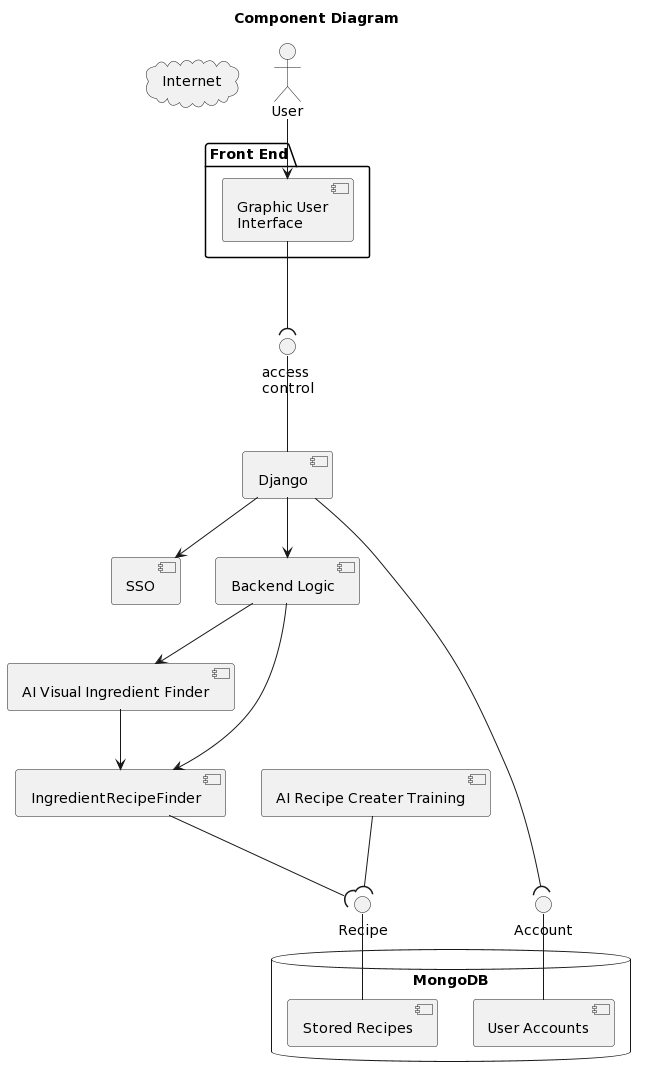 Component Diagram
Internet
User
Front End
Graphic User
Interface
access
control
Django
SSO
Backend Logic
AI Visual Ingredient Finder
IngredientRecipeFinder
AI Recipe Creater Training
Recipe
Account
MongoDB
Stored Recipes
User Accounts